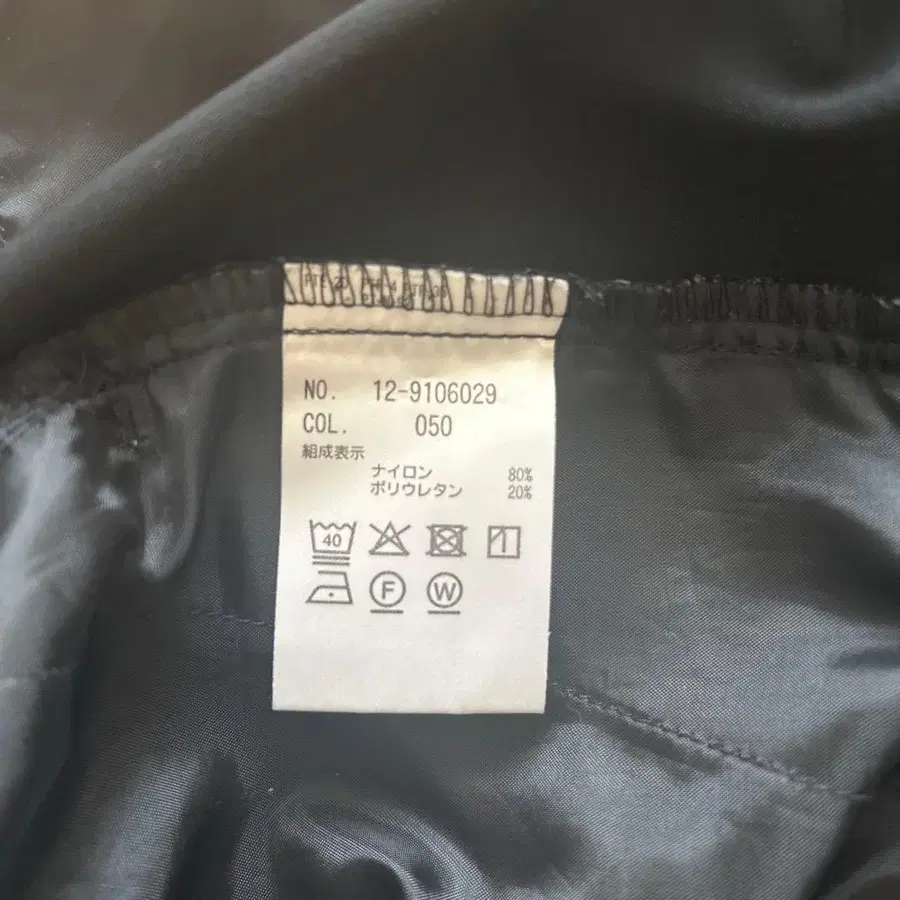 NO. 12-9106029
COL. 050
組成表示
ナイロン 80%
ポリウレタン 20%
40
F W